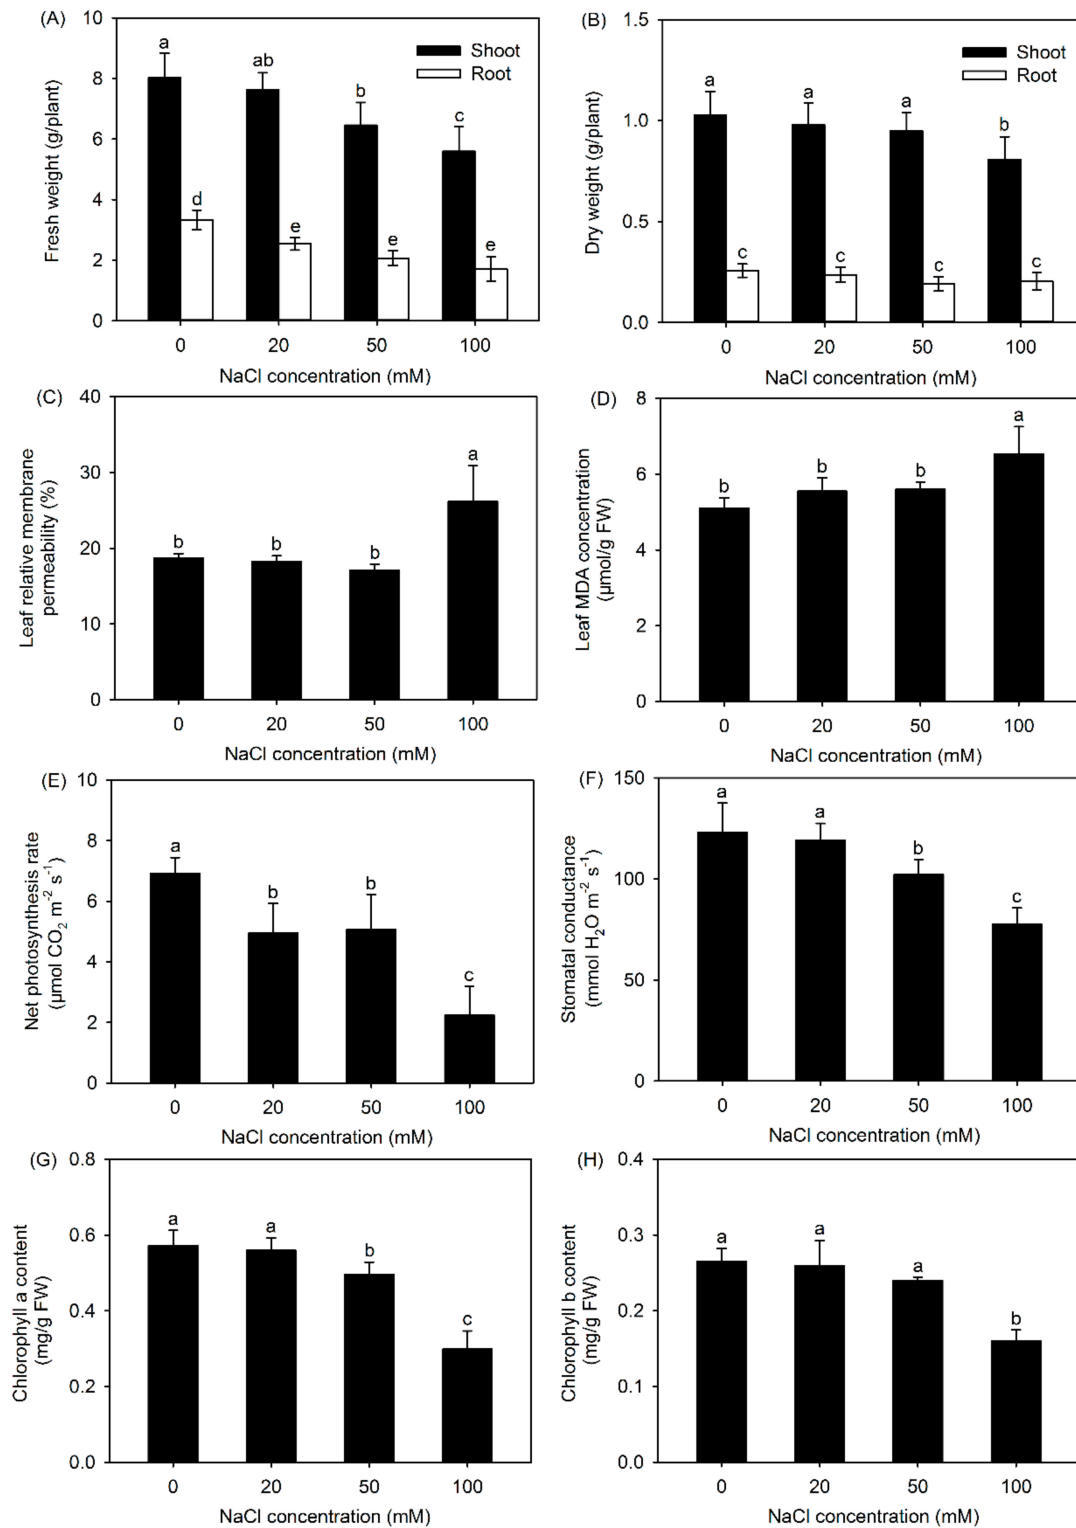 (A)
10
8
6
4
2
0
Fresh weight (g/plant)
Shoot
Root
a
ab
b
c
d
e
e
e
0 20 50 100
NaCl concentration (mM)
(B)
1.5
1.0
0.5
0.0
Dry weight (g/plant)
Shoot
Root
a
a
a
b
c
c
c
c
0 20 50 100
NaCl concentration (mM)
(C)
40
30
20
10
0
Leaf relative membrane
permeability (%)
b
b
b
a
0 20 50 100
NaCl concentration (mM)
(D)
8
6
4
2
0
Leaf MDA concentration
(μmol/g FW)
b
b
b
a
0 20 50 100
NaCl concentration (mM)
(E)
10
8
6
4
2
0
Net photosynthesis rate
(μmol CO₂ m⁻² s⁻¹)
a
b
b
c
0 20 50 100
NaCl concentration (mM)
(F)
150
100
50
0
Stomatal conductance
(mmol H₂O m⁻² s⁻¹)
a
a
b
c
0 20 50 100
NaCl concentration (mM)
(G)
0.8
0.6
0.4
0.2
0.0
Chlorophyll a content
(mg/g FW)
a
a
b
c
0 20 50 100
NaCl concentration (mM)
(H)
0.4
0.3
0.2
0.1
0.0
Chlorophyll b content
(mg/g FW)
a
a
a
b
0 20 50 100
NaCl concentration (mM)